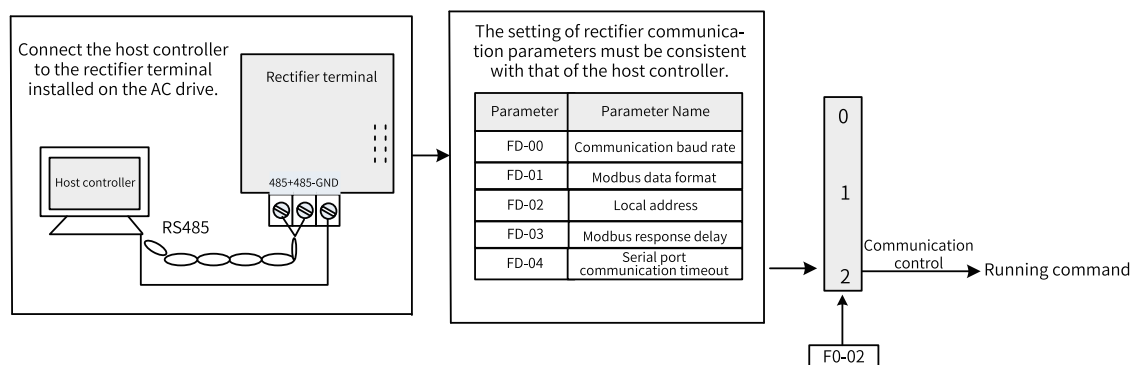 Connect the host controller
to the rectifier terminal
installed on the AC drive.
Rectifier terminal
Host controller
485+485-GND
RS485
The setting of rectifier communica-
tion parameters must be consistent
with that of the host controller.
Parameter Parameter Name
FD-00 Communication baud rate
FD-01 Modbus data format
FD-02 Local address
FD-03 Modbus response delay
FD-04 Serial port
communication timeout
0
1
2
Communication
control
Running command
F0-02